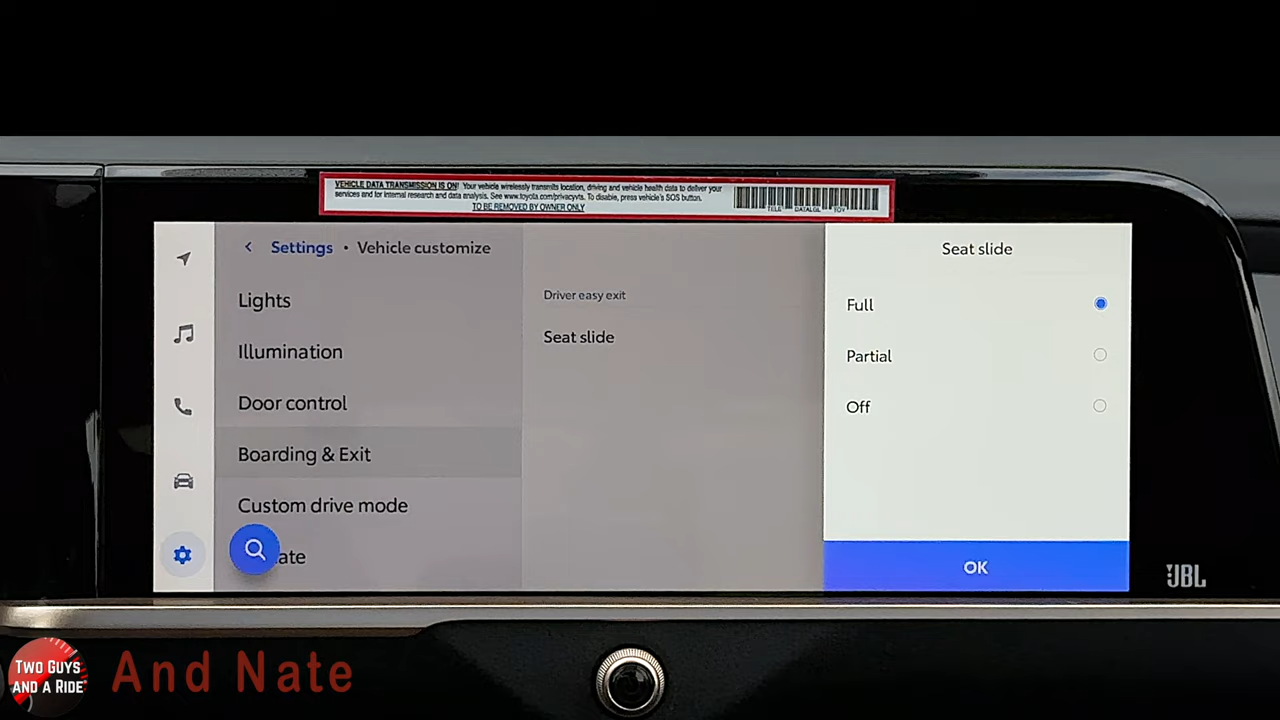 VEHICLE DATA TRANSMISSION IS ON! Your vehicle wirelessly transmits location, driving and vehicle health data to deliver your
services and for internal research and data analysis. See www.toyota.com/privacyvts. To disable, press vehicle's SOS button.
TO BE REMOVED BY OWNER ONLY
TELE DATALGL TOY
Settings • Vehicle customize
Lights
Illumination
Door control
Boarding & Exit
Custom drive mode
ate
Driver easy exit
Seat slide
Seat slide
Full
Partial
Off
OK
JBL
TWO GUYS
AND A RIDE
And Nate